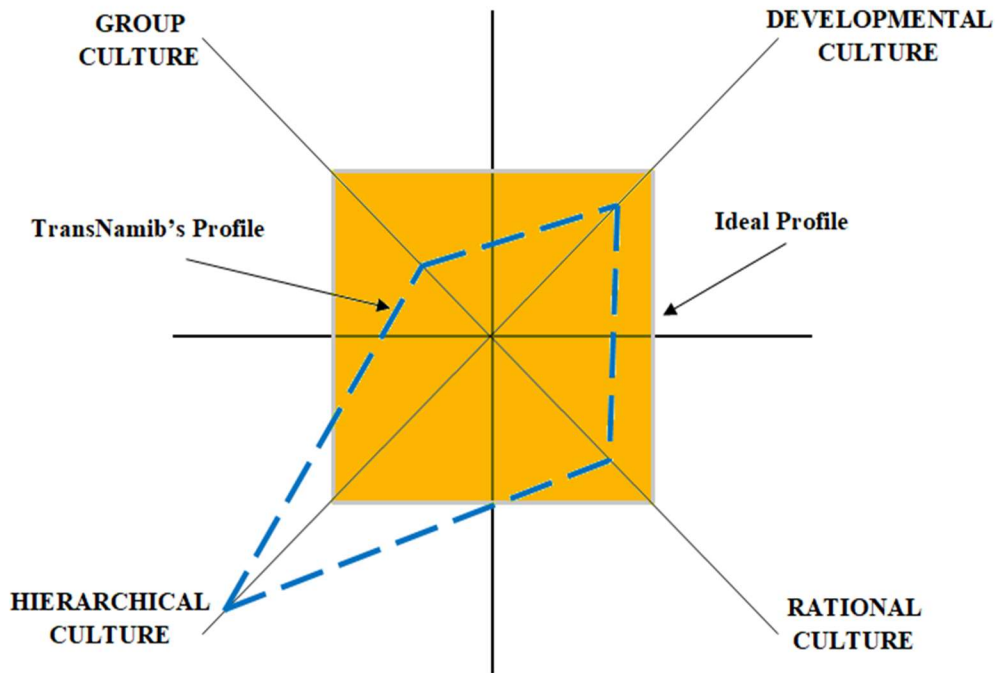 GROUP
CULTURE
DEVELOPMENTAL
CULTURE
TransNamib's Profile
Ideal Profile
HIERARCHICAL
CULTURE
RATIONAL
CULTURE